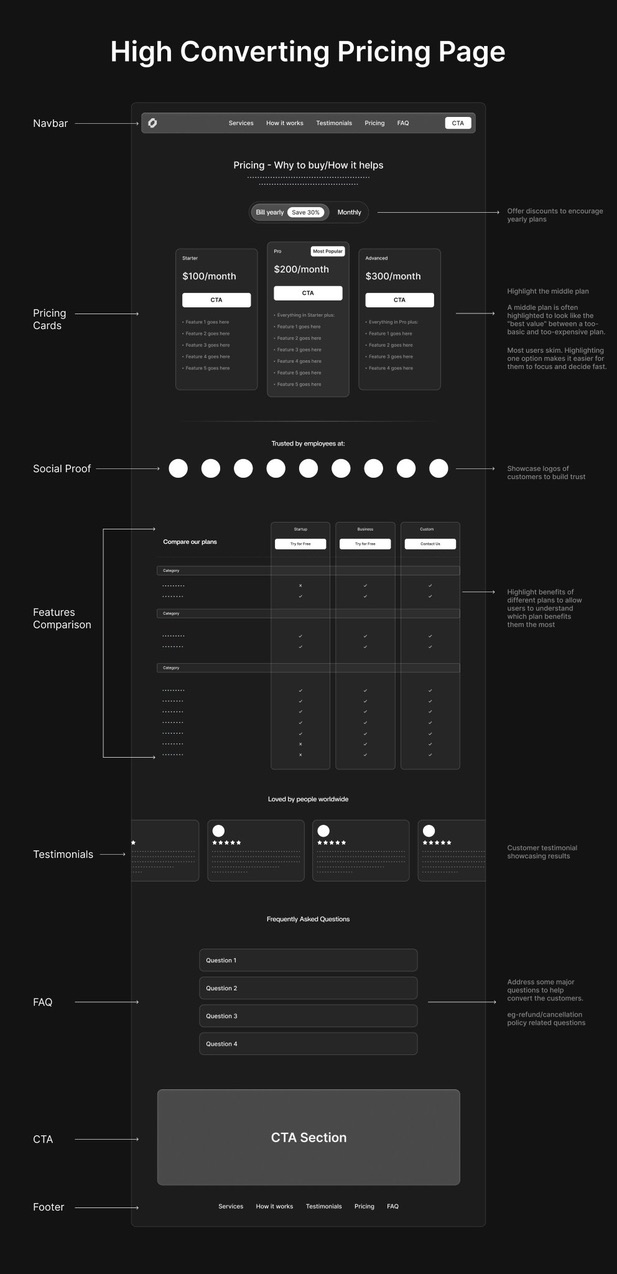 High Converting Pricing Page
Navbar
Services How it works Testimonials Pricing FAQ CTA
Pricing - Why to buy/How it helps
Bill yearly Save 30% Monthly
Offer discounts to encourage
yearly plans
Pricing
Cards
Starter
$100/month
CTA
• Feature 1 goes here
• Feature 2 goes here
• Feature 3 goes here
• Feature 4 goes here
• Feature 5 goes here
Pro Most Popular
$200/month
CTA
• Everything in Starter plus:
• Feature 1 goes here
• Feature 2 goes here
• Feature 3 goes here
• Feature 4 goes here
• Feature 5 goes here
• Feature 5 goes here
Advanced
$300/month
CTA
• Everything in Pro plus:
• Feature 1 goes here
• Feature 2 goes here
• Feature 3 goes here
• Feature 4 goes here
Highlight the middle plan
A middle plan is often
highlighted to look like the
"best value" between a too-
basic and too-expensive plan.
Most users skim. Highlighting
one option makes it easier for
them to focus and decide fast.
Trusted by employees at:
Social Proof
Showcase logos of
customers to build trust
Features
Comparison
Compare our plans
Startup Business Custom
Try for Free Try for Free Contact Us
Category
Category
Category
Highlight benefits of
different plans to allow
users to understand
which plan benefits
them the most
Loved by people worldwide
Testimonials
Customer testimonial
showcasing results
Frequently Asked Questions
FAQ
Question 1
Question 2
Question 3
Question 4
Address some major
questions to help
convert the customers.
eg-refund/cancellation
policy related questions
CTA
CTA Section
Footer
Services How it works Testimonials Pricing FAQ